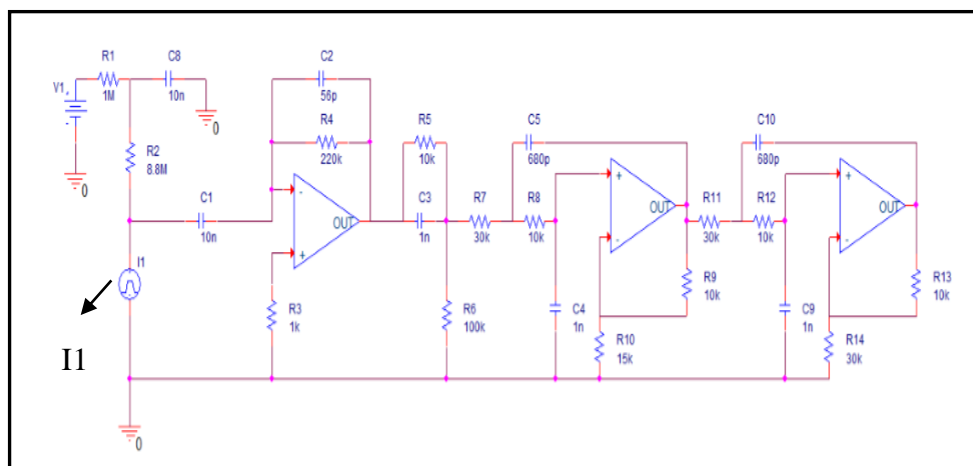 R1
1M
C8
10n
V1
+
-
0
0
R2
8.8M
C1
10n
I1
I1
0
C2
56p
R4
220k
-
+
OUT
R3
1k
R5
10k
C3
1n
R6
100k
R7
30k
C5
680p
R8
10k
C4
1n
+
-
OUT
R9
10k
R10
15k
R11
30k
C10
680p
R12
10k
C9
1n
+
-
OUT
R13
10k
R14
30k